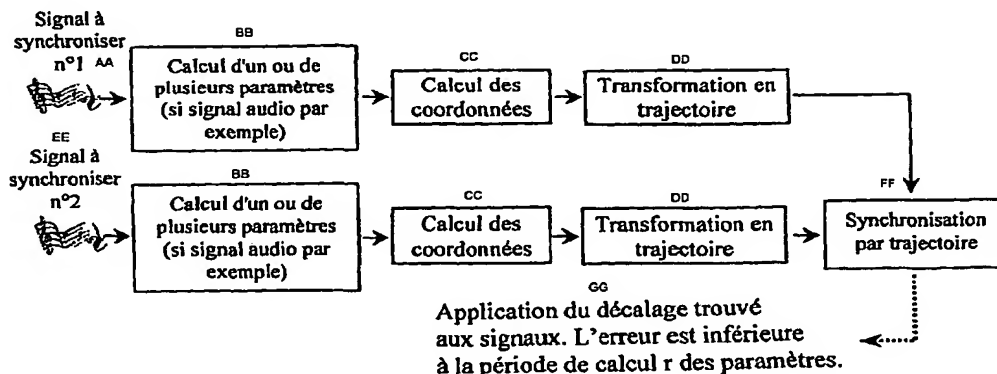 Signal à
synchroniser
n°1 AA
BB
Calcul d'un ou de
plusieurs paramètres
(si signal audio par
exemple)
CC
Calcul des
coordonnées
DD
Transformation en
trajectoire
EE
Signal à
synchroniser
n°2
BB
Calcul d'un ou de
plusieurs paramètres
(si signal audio par
exemple)
CC
Calcul des
coordonnées
DD
Transformation en
trajectoire
FF
Synchronisation
par trajectoire
GG
Application du décalage trouvé
aux signaux. L'erreur est inférieure
à la période de calcul r des paramètres.